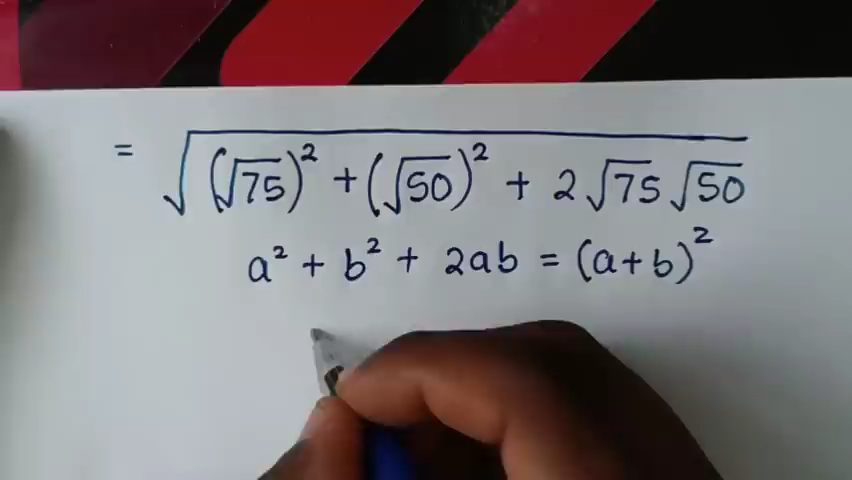 = √((√75)² + (√50)² + 2√75√50)
a² + b² + 2ab = (a+b)²